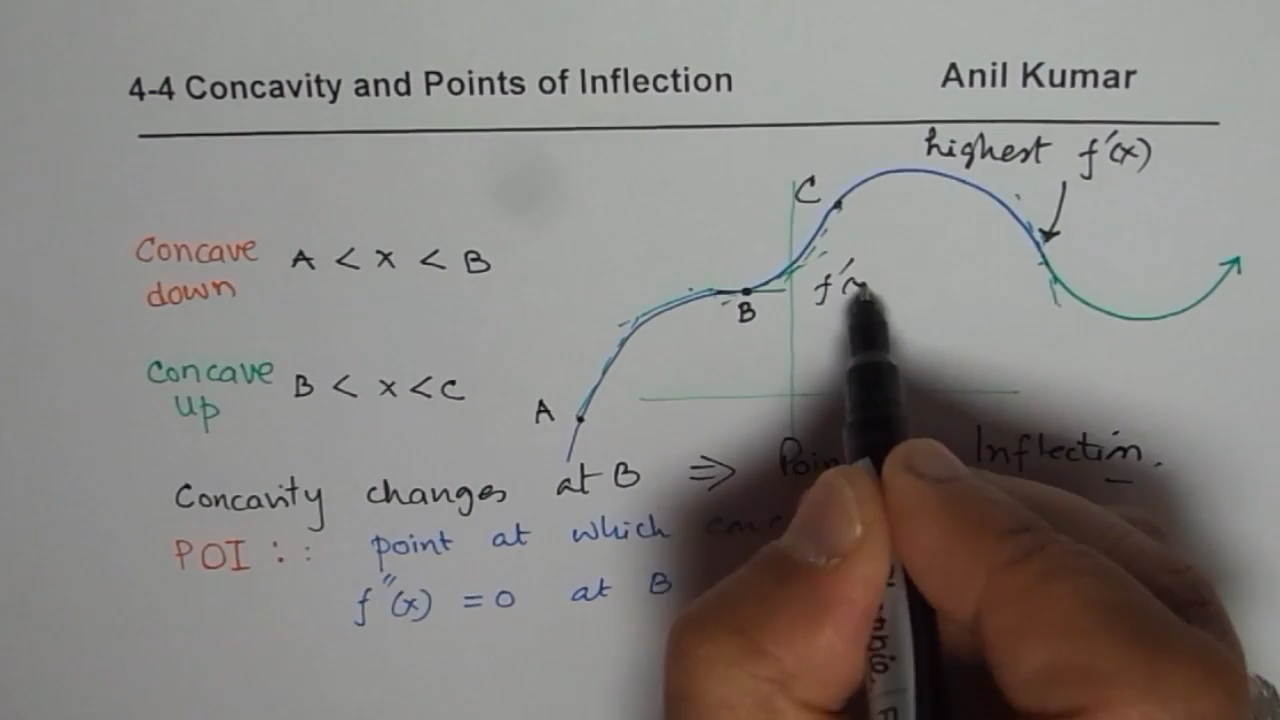 4-4 Concavity and Points of Inflection Anil Kumar
highest f'(x)
C
Concave A < x < B
down
f'
B
Concave B < x < C
up
A
Concavity changes at B ⇒ Inflection.
POI :: point at which
f"(x) = 0 at B